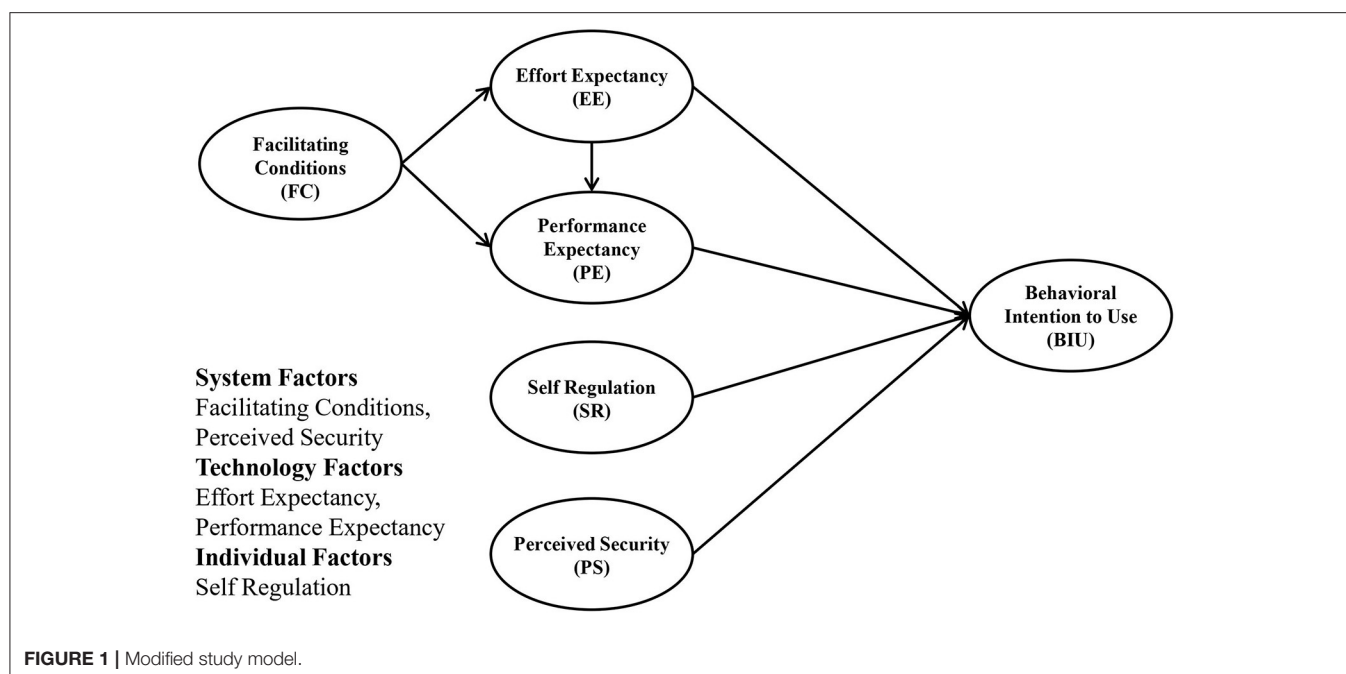 Effort Expectancy
(EE)
Facilitating
Conditions
(FC)
Performance
Expectancy
(PE)
Behavioral
Intention to Use
(BIU)
Self Regulation
(SR)
System Factors
Facilitating Conditions,
Perceived Security
Technology Factors
Effort Expectancy,
Performance Expectancy
Individual Factors
Self Regulation
Perceived Security
(PS)
FIGURE 1 | Modified study model.